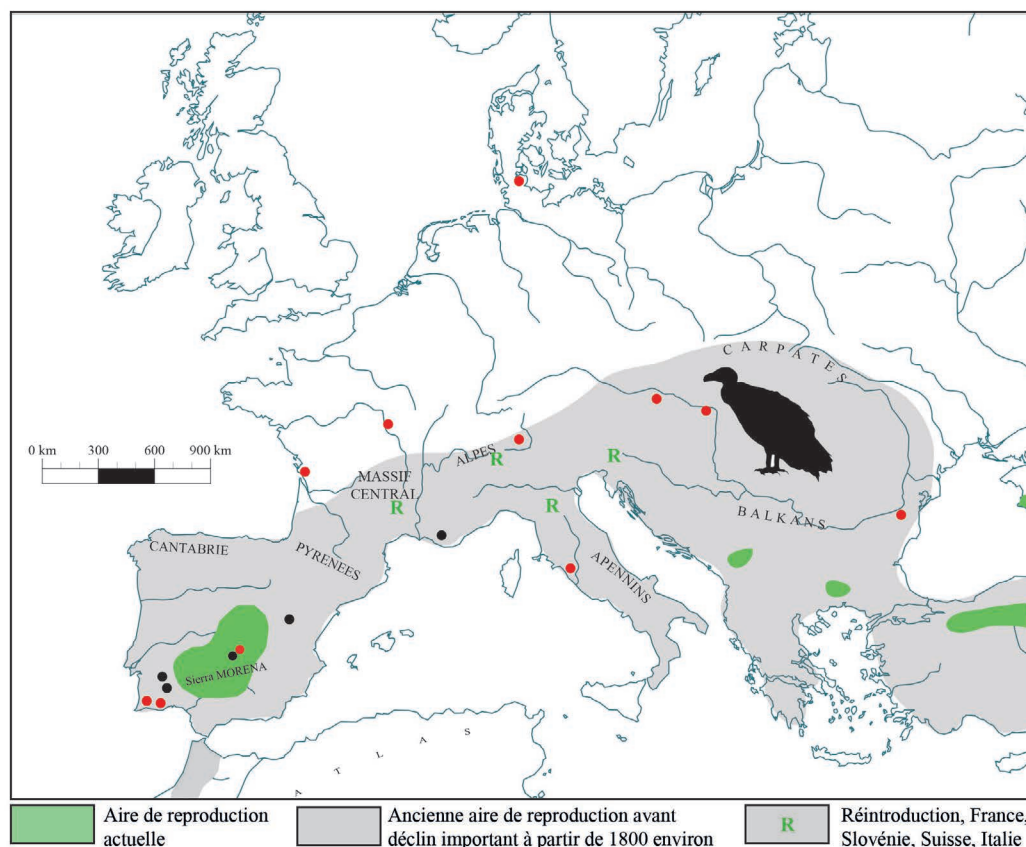 CARPATES
0 km 300 600 900 km
ALPES
R
R
MASSIF
CENTRAL
R
R
BALKANS
CANTABRIE
PYRENEES
APENNINS
Sierra MORENA
ATLAS
Aire de reproduction
actuelle
Ancienne aire de reproduction avant
déclin important à partir de 1800 environ
R
Réintroduction, France,
Slovénie, Suisse, Italie